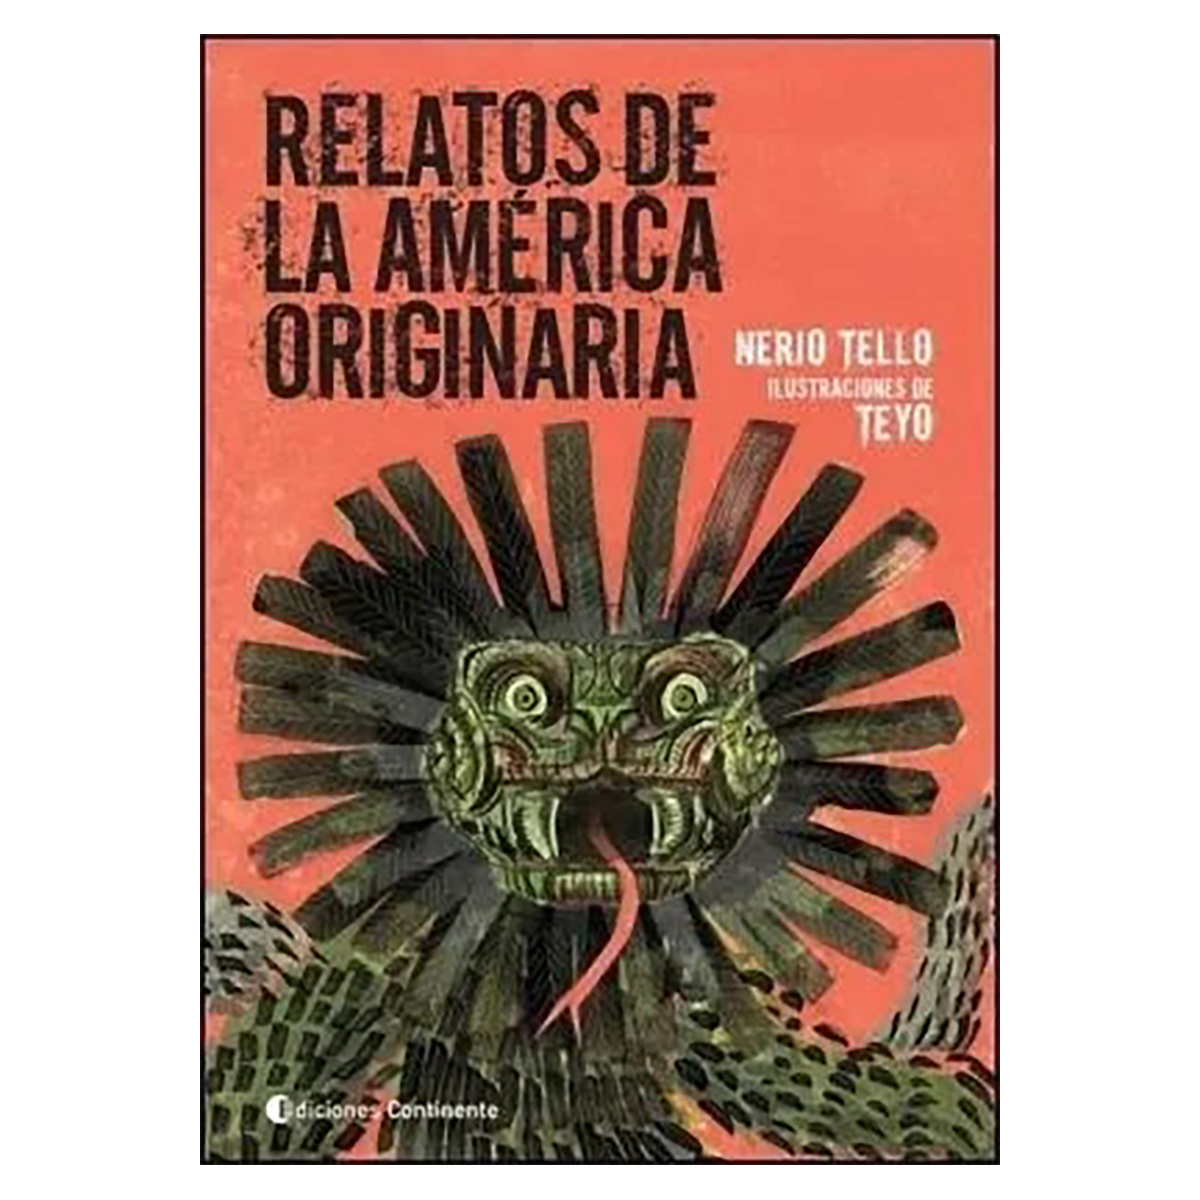 RELATOS DE
LA AMÉRICA
ORIGINARIA
NERIO TELLO
ILUSTRACIONES DE
TEYO
Ediciones Continente